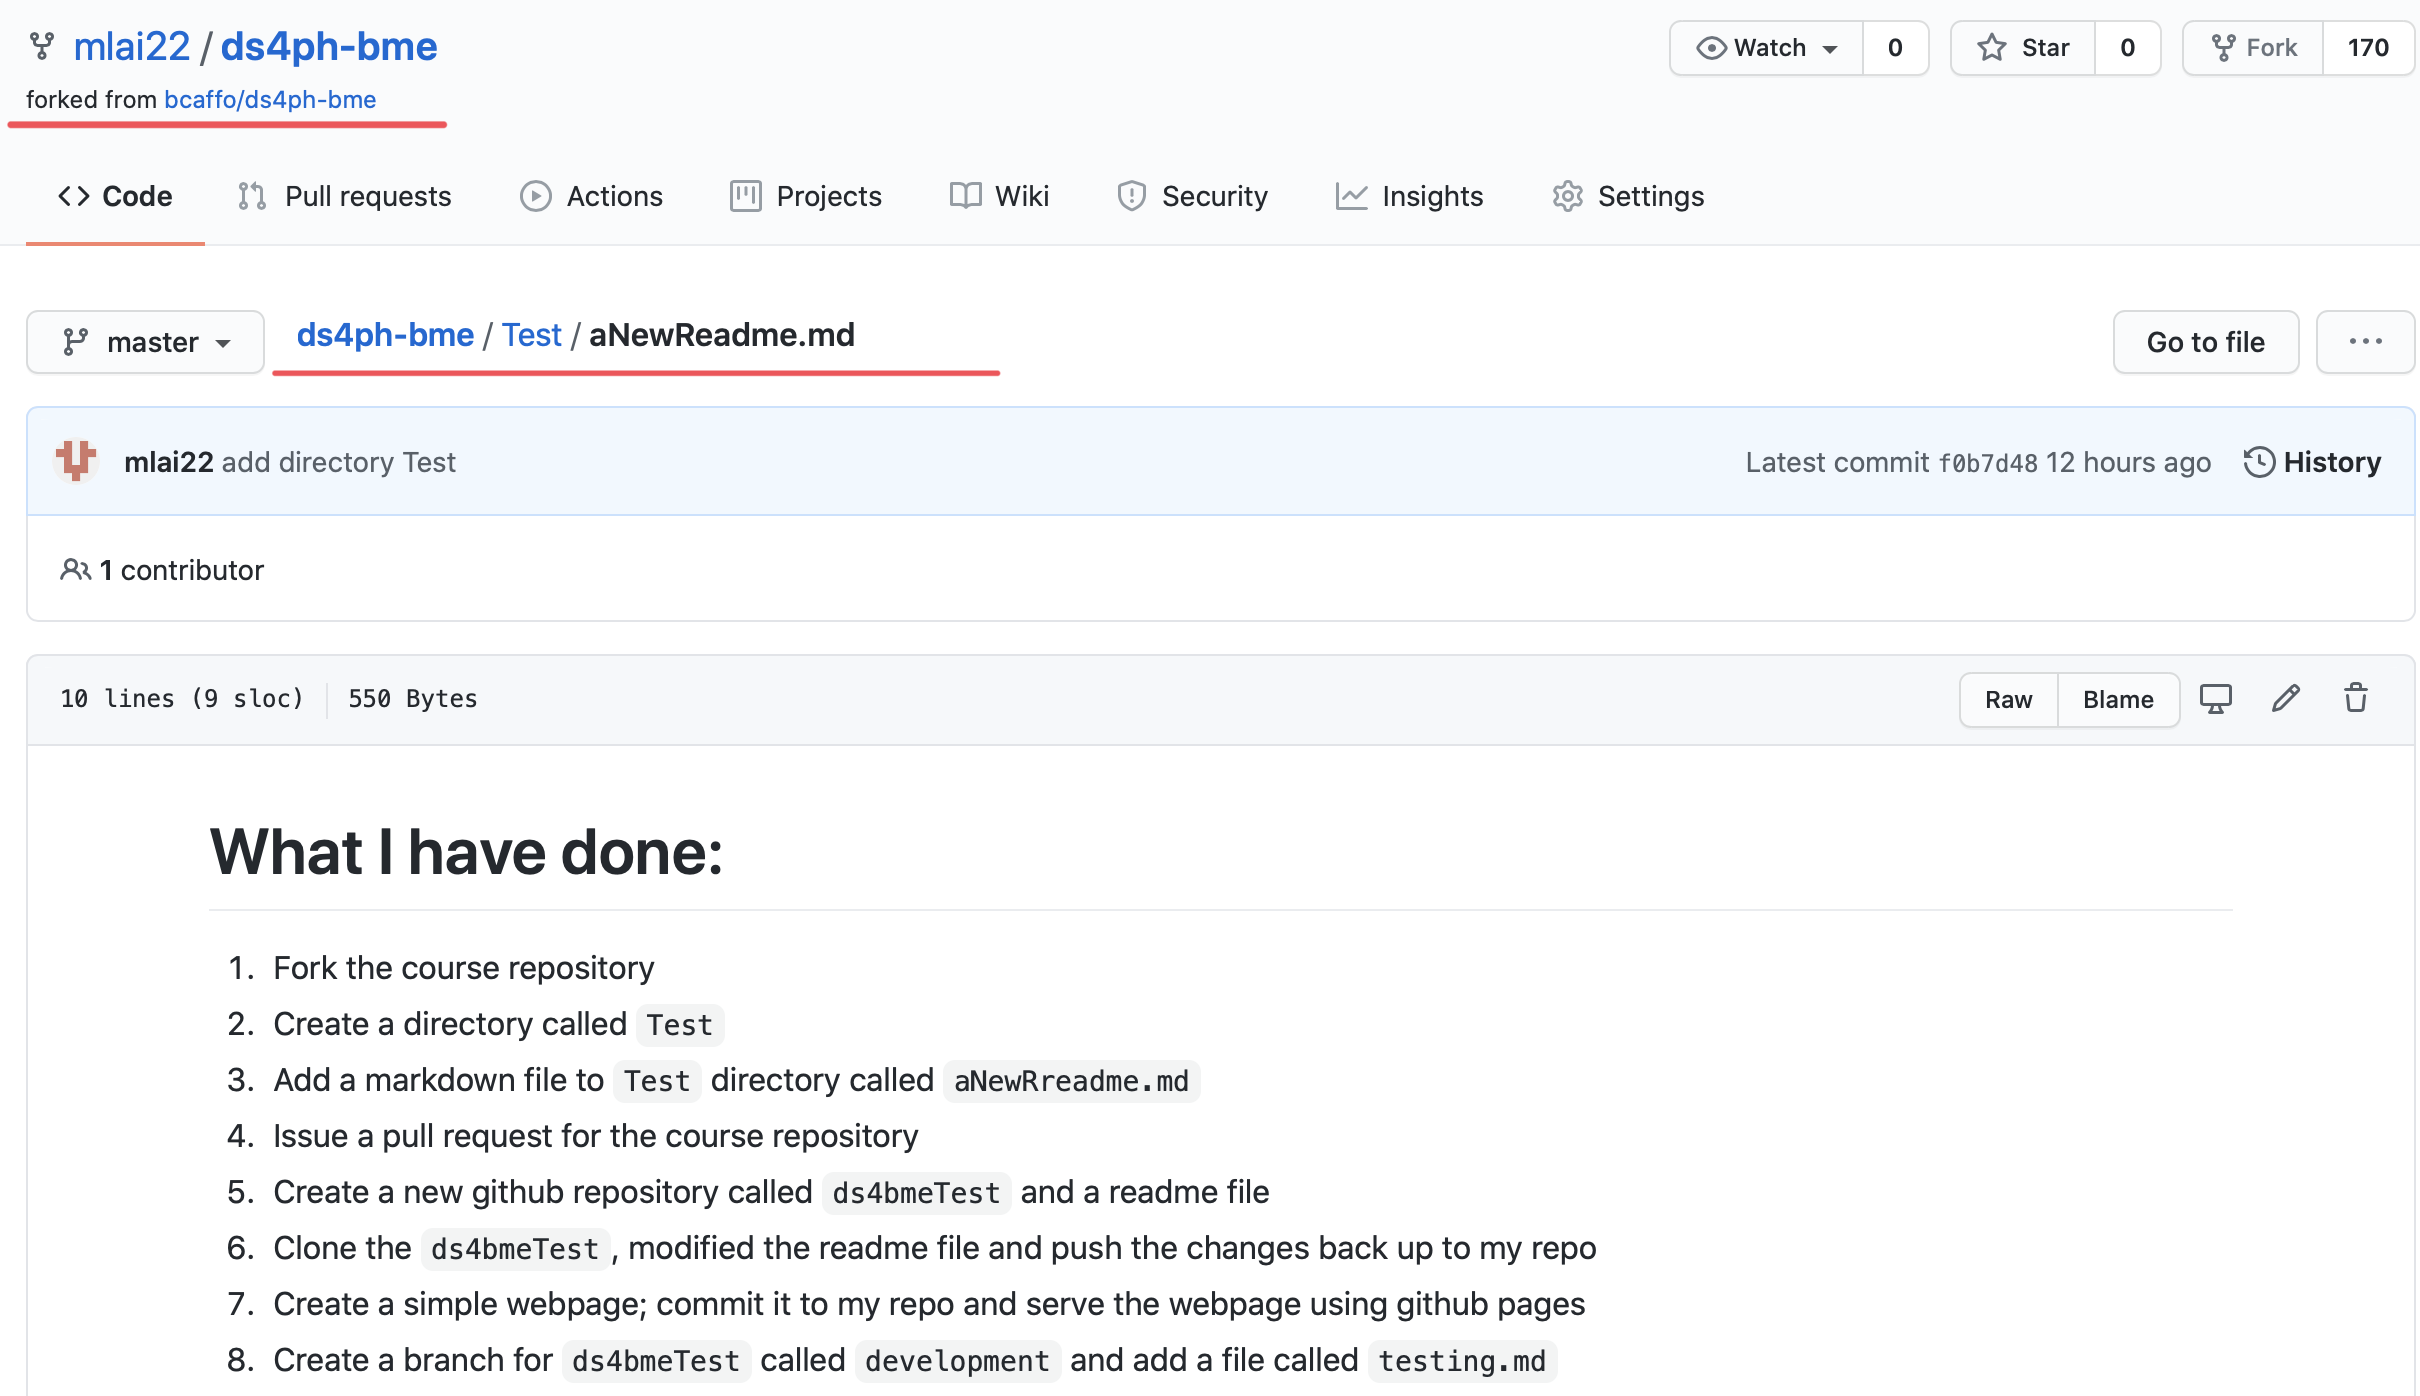 mlai22 / ds4ph-bme
Watch 0 Star 0 Fork 170
forked from bcaffo/ds4ph-bme
Code Pull requests Actions Projects Wiki Security Insights Settings
master ds4ph-bme / Test / aNewReadme.md Go to file ...
mlai22 add directory Test Latest commit f0b7d48 12 hours ago History
1 contributor
10 lines (9 sloc) 550 Bytes Raw Blame
What I have done:
1. Fork the course repository
2. Create a directory called Test
3. Add a markdown file to Test directory called aNewRreadme.md
4. Issue a pull request for the course repository
5. Create a new github repository called ds4bmeTest and a readme file
6. Clone the ds4bmeTest, modified the readme file and push the changes back up to my repo
7. Create a simple webpage; commit it to my repo and serve the webpage using github pages
8. Create a branch for ds4bmeTest called development and add a file called testing.md